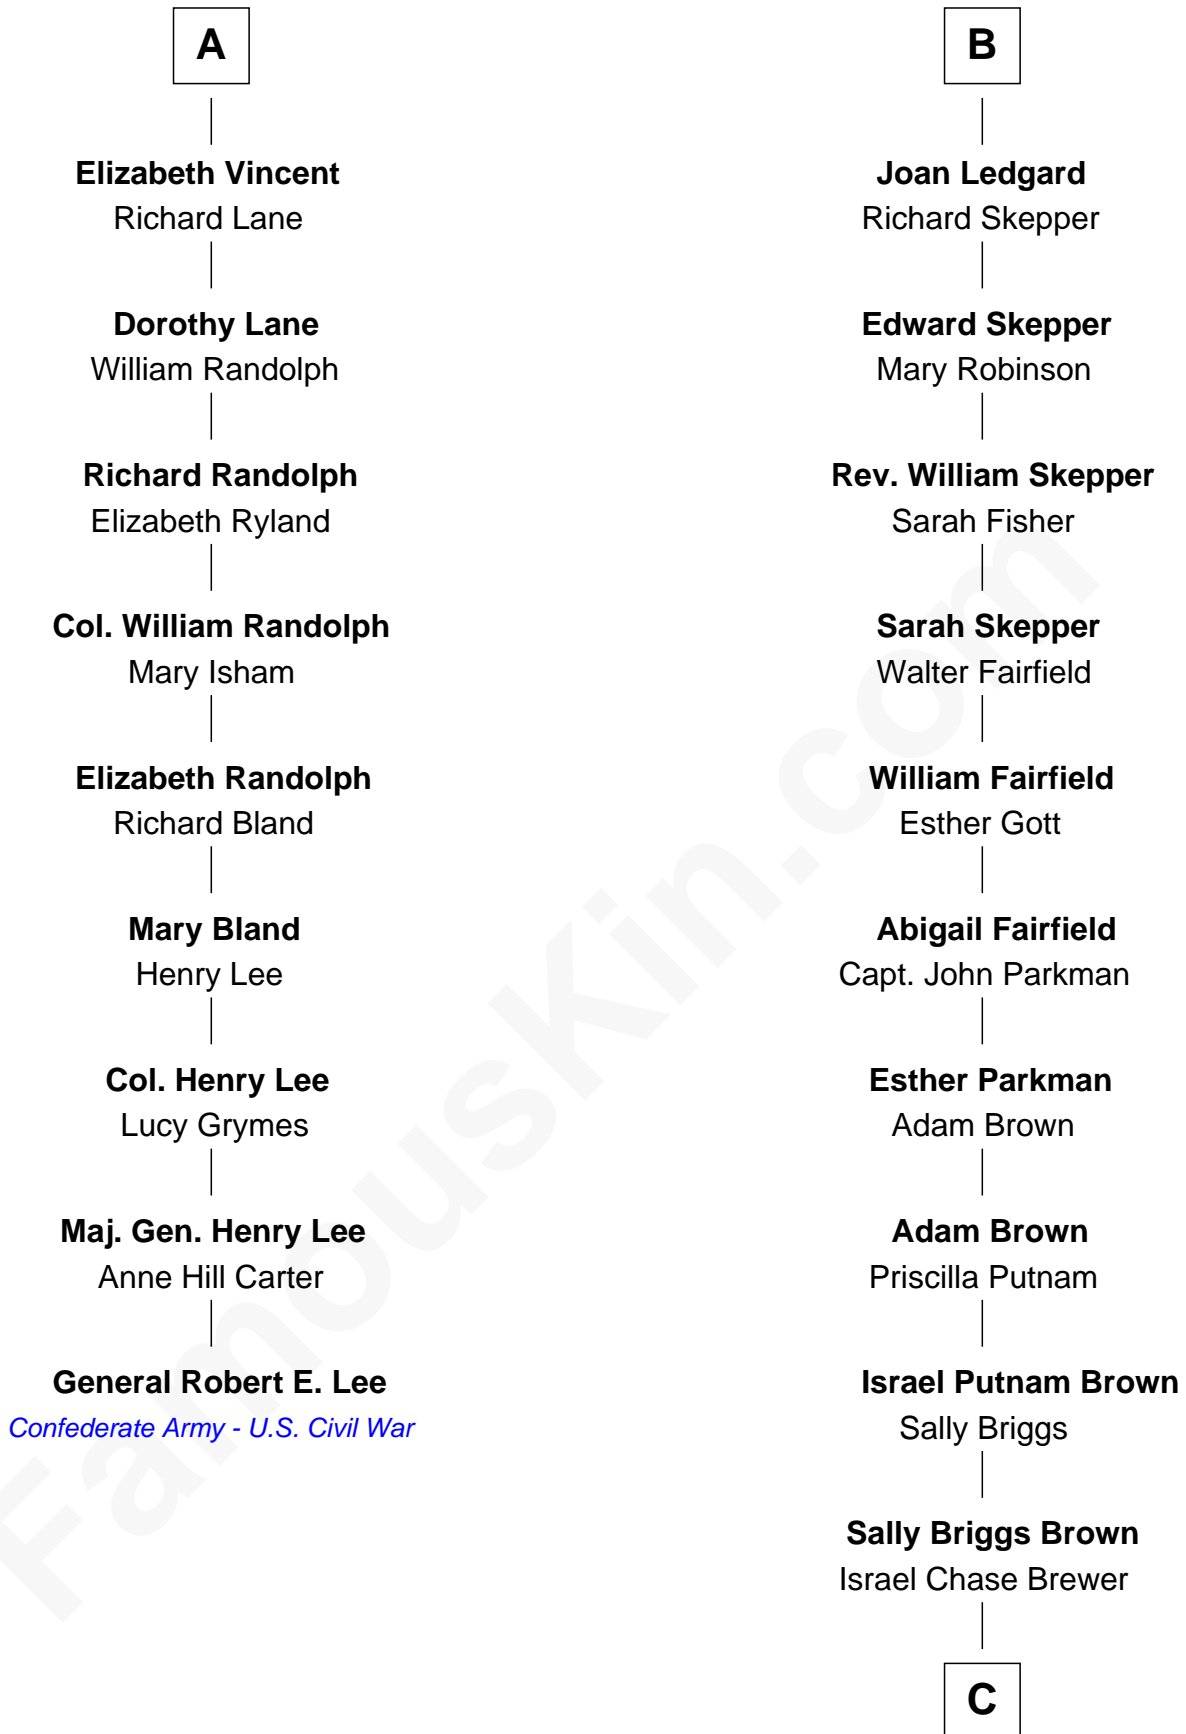 A
Elizabeth Vincent
Richard Lane
Dorothy Lane
William Randolph
Richard Randolph
Elizabeth Ryland
Col. William Randolph
Mary Isham
Elizabeth Randolph
Richard Bland
Mary Bland
Henry Lee
Col. Henry Lee
Lucy Grymes
Maj. Gen. Henry Lee
Anne Hill Carter
General Robert E. Lee
Confederate Army - U.S. Civil War
B
Joan Ledgard
Richard Skepper
Edward Skepper
Mary Robinson
Rev. William Skepper
Sarah Fisher
Sarah Skepper
Walter Fairfield
William Fairfield
Esther Gott
Abigail Fairfield
Capt. John Parkman
Esther Parkman
Adam Brown
Adam Brown
Priscilla Putnam
Israel Putnam Brown
Sally Briggs
Sally Briggs Brown
Israel Chase Brewer
C
FamousKin.com